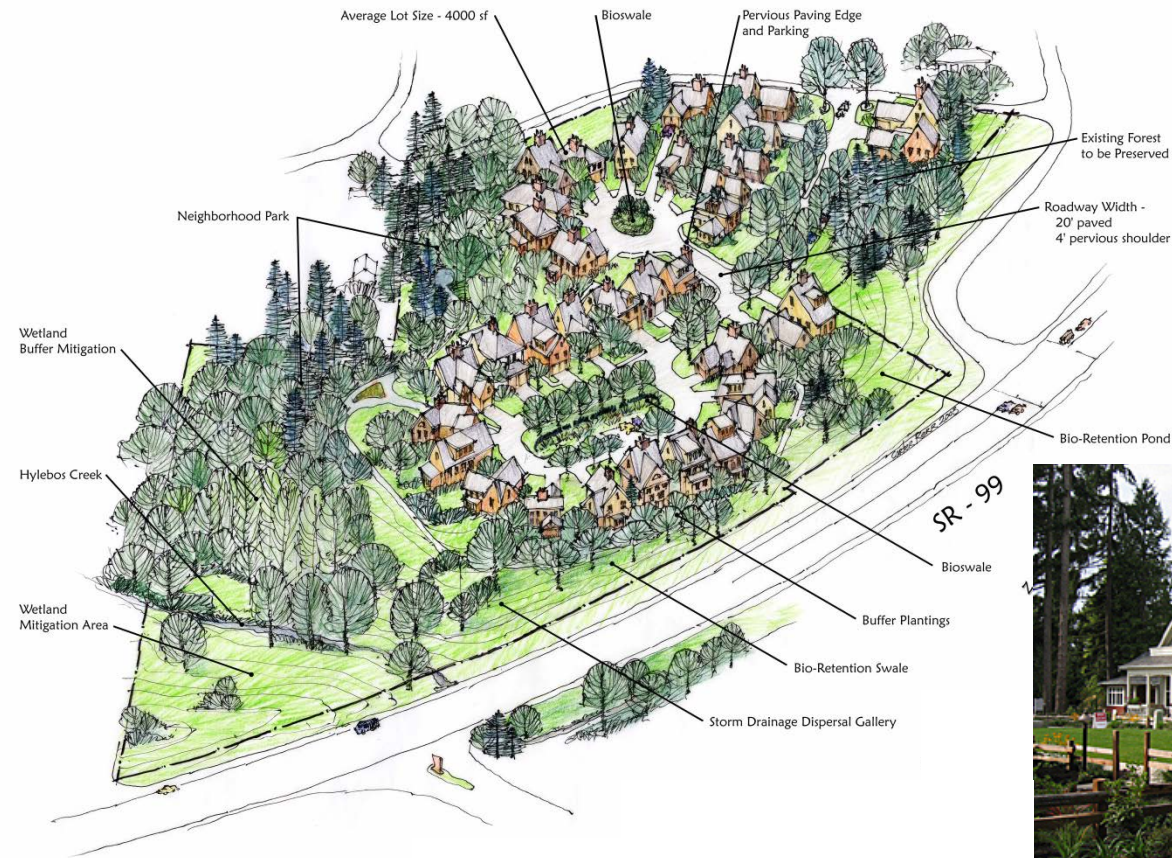 Average Lot Size - 4000 sf
Bioswale
Pervious Paving Edge
and Parking
Existing Forest
to be Preserved
Neighborhood Park
Roadway Width -
20' paved
4' pervious shoulder
Wetland
Buffer Mitigation
Bio-Retention Pond
Hylebos Creek
SR - 99
Bioswale
Wetland
Mitigation Area
Buffer Plantings
Bio-Retention Swale
Storm Drainage Dispersal Gallery